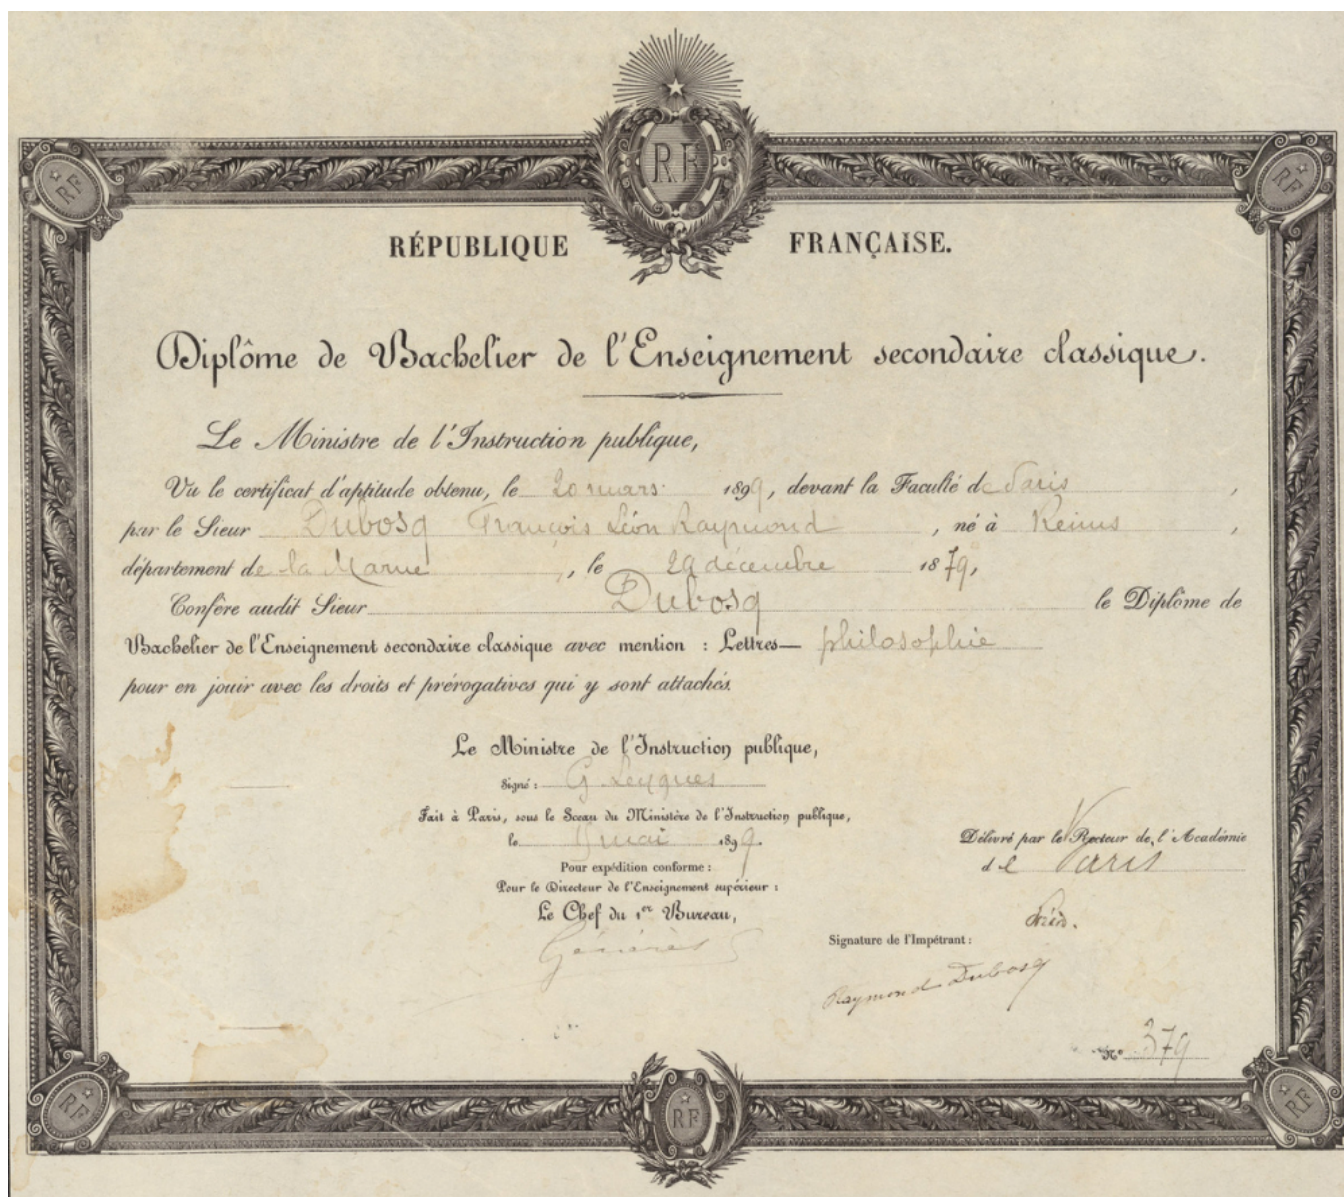 RF
RF
RF
RÉPUBLIQUE FRANÇAISE.
Diplôme de Bachelier de l'Enseignement secondaire classique.
Le Ministre de l'Instruction publique,
Vu le certificat d'aptitude obtenu, le 20 mars 1899, devant la Faculté de Paris,
par le Sieur Dubosq François Léon Raymond, né à Reims,
département de la Marne, le 29 décembre 1879,
Confère audit Sieur Dubosq le Diplôme de
Bachelier de l'Enseignement secondaire classique avec mention : Lettres— philosophie
pour en jouir avec les droits et prérogatives qui y sont attachés.
Le Ministre de l'Instruction publique,
Signé : G Leygues
Fait à Paris, sous le Sceau du Ministère de l'Instruction publique,
le mai 1899.
Pour expédition conforme :
Pour le Directeur de l'Enseignement supérieur :
Le Chef du 1er Bureau,
Délivré par le Recteur de l'Académie
de Paris
Signature de l'Impétrant :
Raymond Dubosq
N° 379
RF
RF
RF